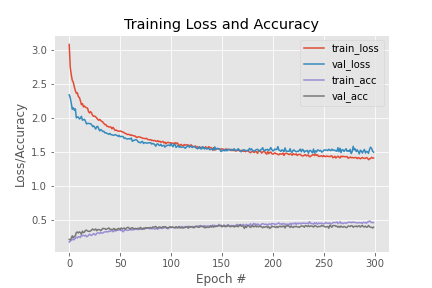 Training Loss and Accuracy
3.0
2.5
2.0
1.5
1.0
0.5
Loss/Accuracy
train_loss
val_loss
train_acc
val_acc
0
50
100
150
200
250
300
Epoch #